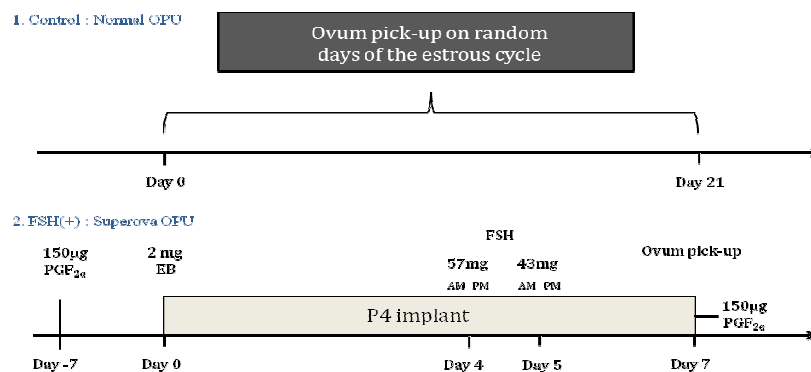 1. Control : Normal OPU
Ovum pick-up on random
days of the estrous cycle
Day 0
Day 21
2. FSH(+) : Superova OPU
150μg
PGF2α
2 mg
EB
FSH
57mg
43mg
AM PM
AM PM
Ovum pick-up
P4 implant
150μg
PGF2α
Day -7
Day 0
Day 4
Day 5
Day 7